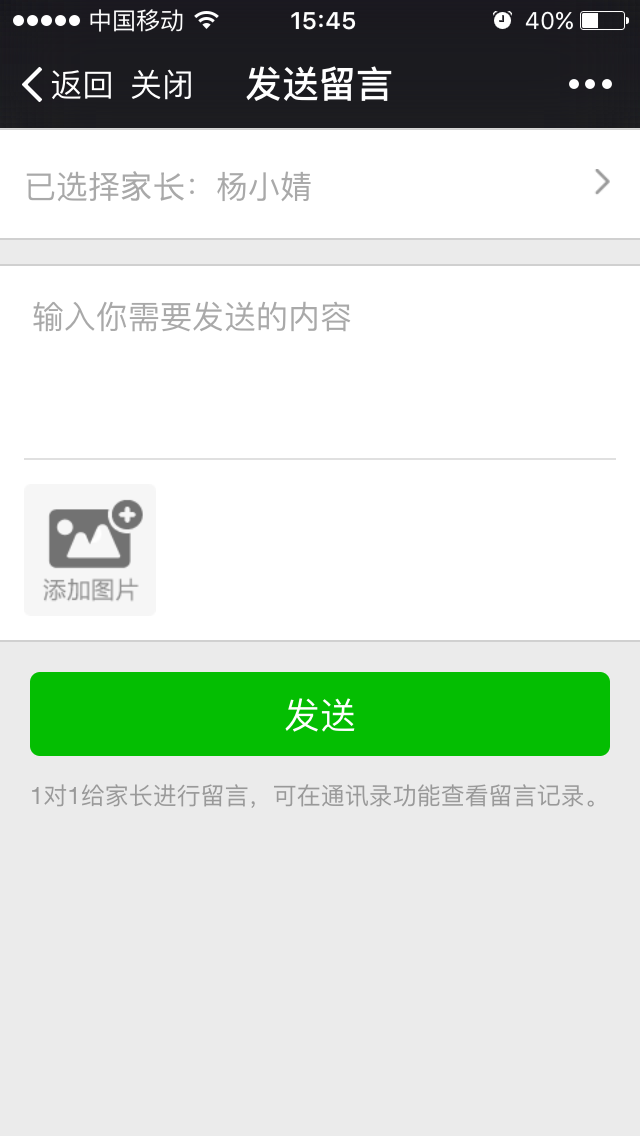 中国移动 15:45 40%
返回 关闭 发送留言
已选择家长：杨小婧
输入你需要发送的内容
添加图片
发送
1对1给家长进行留言，可在通讯录功能查看留言记录。